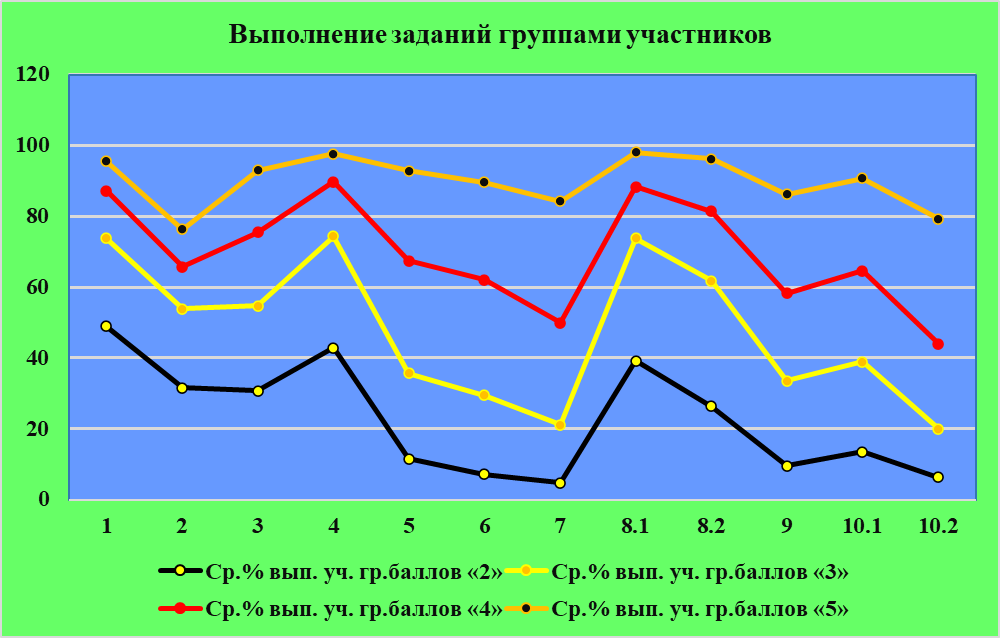 Выполнение заданий группами участников
120
100
80
60
40
20
0
1 2 3 4 5 6 7 8.1 8.2 9 10.1 10.2
Ср.% вып. уч. гр.баллов «2» Ср.% вып. уч. гр.баллов «3»
Ср.% вып. уч. гр.баллов «4» Ср.% вып. уч. гр.баллов «5»